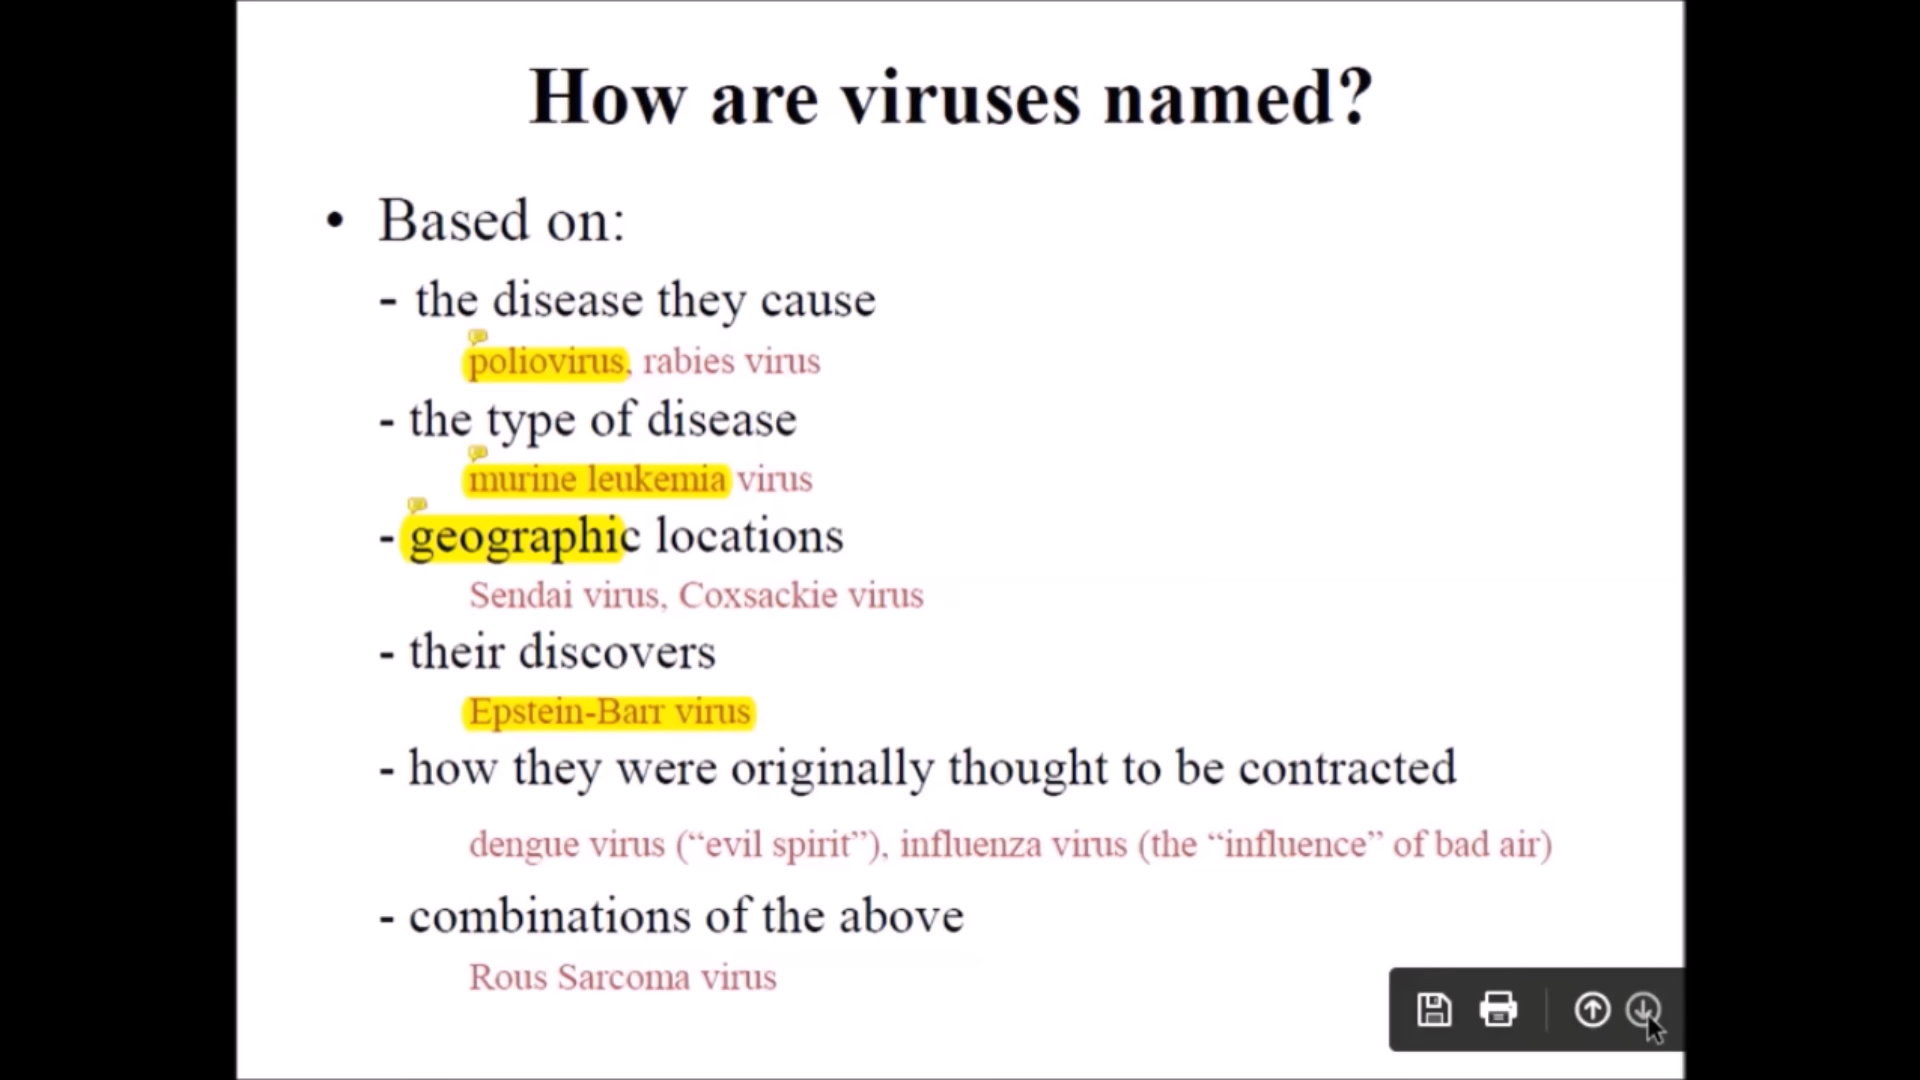 How are viruses named?
• Based on:
- the disease they cause
poliovirus, rabies virus
- the type of disease
murine leukemia virus
- geographic locations
Sendai virus, Coxsackie virus
- their discovers
Epstein-Barr virus
- how they were originally thought to be contracted
dengue virus (“evil spirit”), influenza virus (the “influence” of bad air)
- combinations of the above
Rous Sarcoma virus